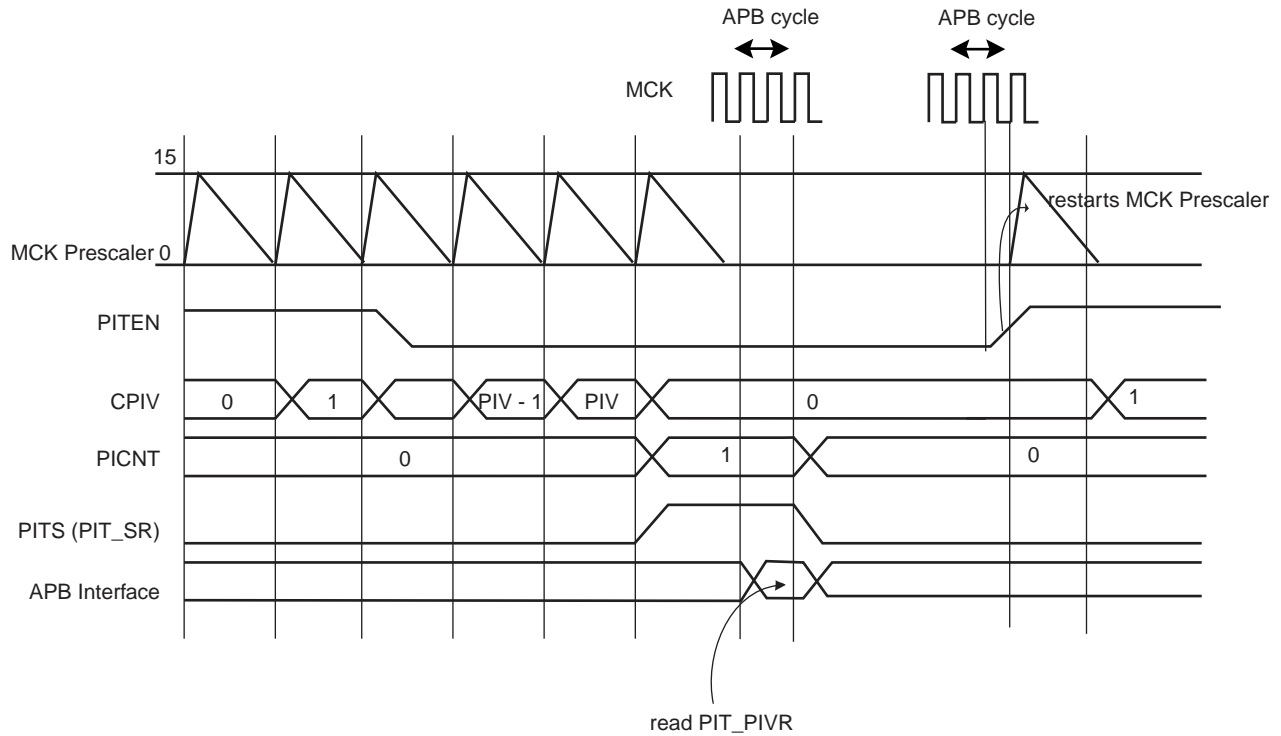 APB cycle APB cycle
MCK
15
restarts MCK Prescaler
MCK Prescaler 0
PITEN
CPIV 0 1 PIV - 1 PIV 0 1
PICNT 0 1 0
PITS (PIT_SR)
APB Interface
read PIT_PIVR